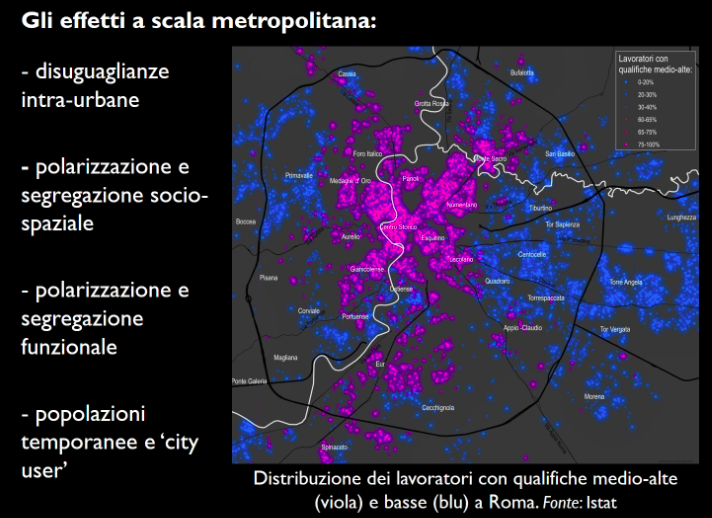 Gli effetti a scala metropolitana:
- disuguaglianze
intra-urbane
- polarizzazione e
segregazione socio-
spaziale
- polarizzazione e
segregazione
funzionale
- popolazioni
temporanee e ‘city
user’
Lavoratori con
qualifiche medio-alte:
0-20%
20-30%
30-40%
60-65%
65-75%
75-100%
Cassia
Bufalotta
Grotta Rossa
Foro Italico
Monte Sacro
San Basilio
Primavalle
Medaglie d' Oro
Parioli
Nomentano
Tiburtino
Lunghezza
Boccea
Centro Storico
Tor Sapienza
Aurelio
Esquilino
Centocelle
Tuscolano
Gianicolense
Pisana
Quadraro
Torre Angela
Ostiense
Torrespaccata
Corviale
Portuense
Appio-Claudio
Tor Vergata
Magliana
Eur
Ponte Galeria
Morena
Cecchignola
Spinaceto
Distribuzione dei lavoratori con qualifiche medio-alte
(viola) e basse (blu) a Roma. Fonte: Istat